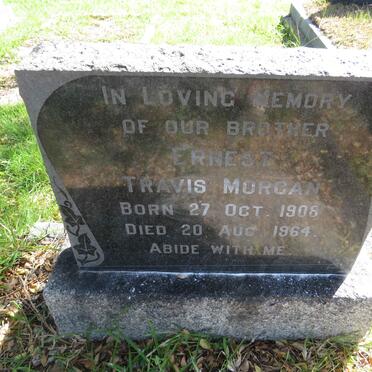 IN LOVING MEMORY
OF OUR BROTHER
ERNEST
TRAVIS MORGAN
BORN 27 OCT. 1908
DIED 20 AUG. 1964.
ABIDE WITH ME.